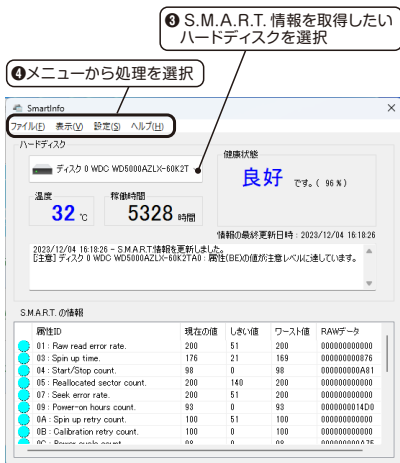 ❸ S.M.A.R.T. 情報を取得したい
ハードディスクを選択
❹メニューから処理を選択
SmartInfo
ファイル(F) 表示(V) 設定(S) ヘルプ(H)
ハードディスク
健康状態
ディスク 0 WDC WD5000AZLX-60K2T
良好 です。( 96 %)
温度
稼働時間
32 ℃
5328 時間
情報の最終更新日時 : 2023/12/04 16:18:26
2023/12/04 16:18:26 - S.M.A.R.T.情報を更新しました。
[注意] ディスク 0 WDC WD5000AZLX-60K2TA0 : 属性(BE)の値が注意レベルに達しています。
S.M.A.R.T. の情報
属性ID 現在の値 しきい値 ワースト値 RAWデータ
01 : Raw read error rate. 200 51 200 000000000000
03 : Spin up time. 176 21 169 000000000876
04 : Start/Stop count. 98 0 98 000000000A81
05 : Reallocated sector count. 200 140 200 000000000000
07 : Seek error rate. 200 51 200 000000000000
09 : Power-on hours count. 93 0 93 0000000014D0
0A : Spin up retry count. 100 51 100 000000000000
0B : Calibration retry count. 100 0 100 000000000000
0C : Power cycle count. 98 0 98 000000000A75